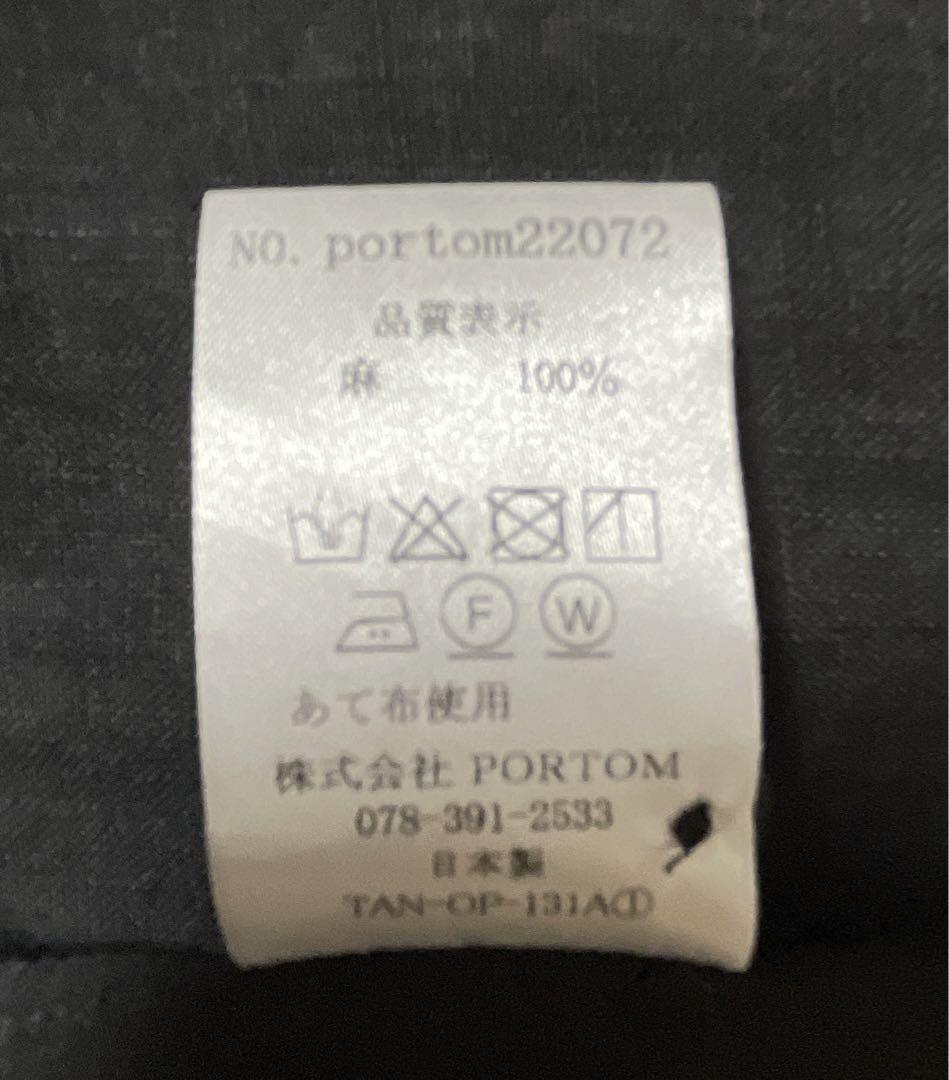 NO. portom22072
品質表示
麻 100%
F W
あて布使用
株式会社 PORTOM
078-391-2533
日本製
TAN-OP-131A①